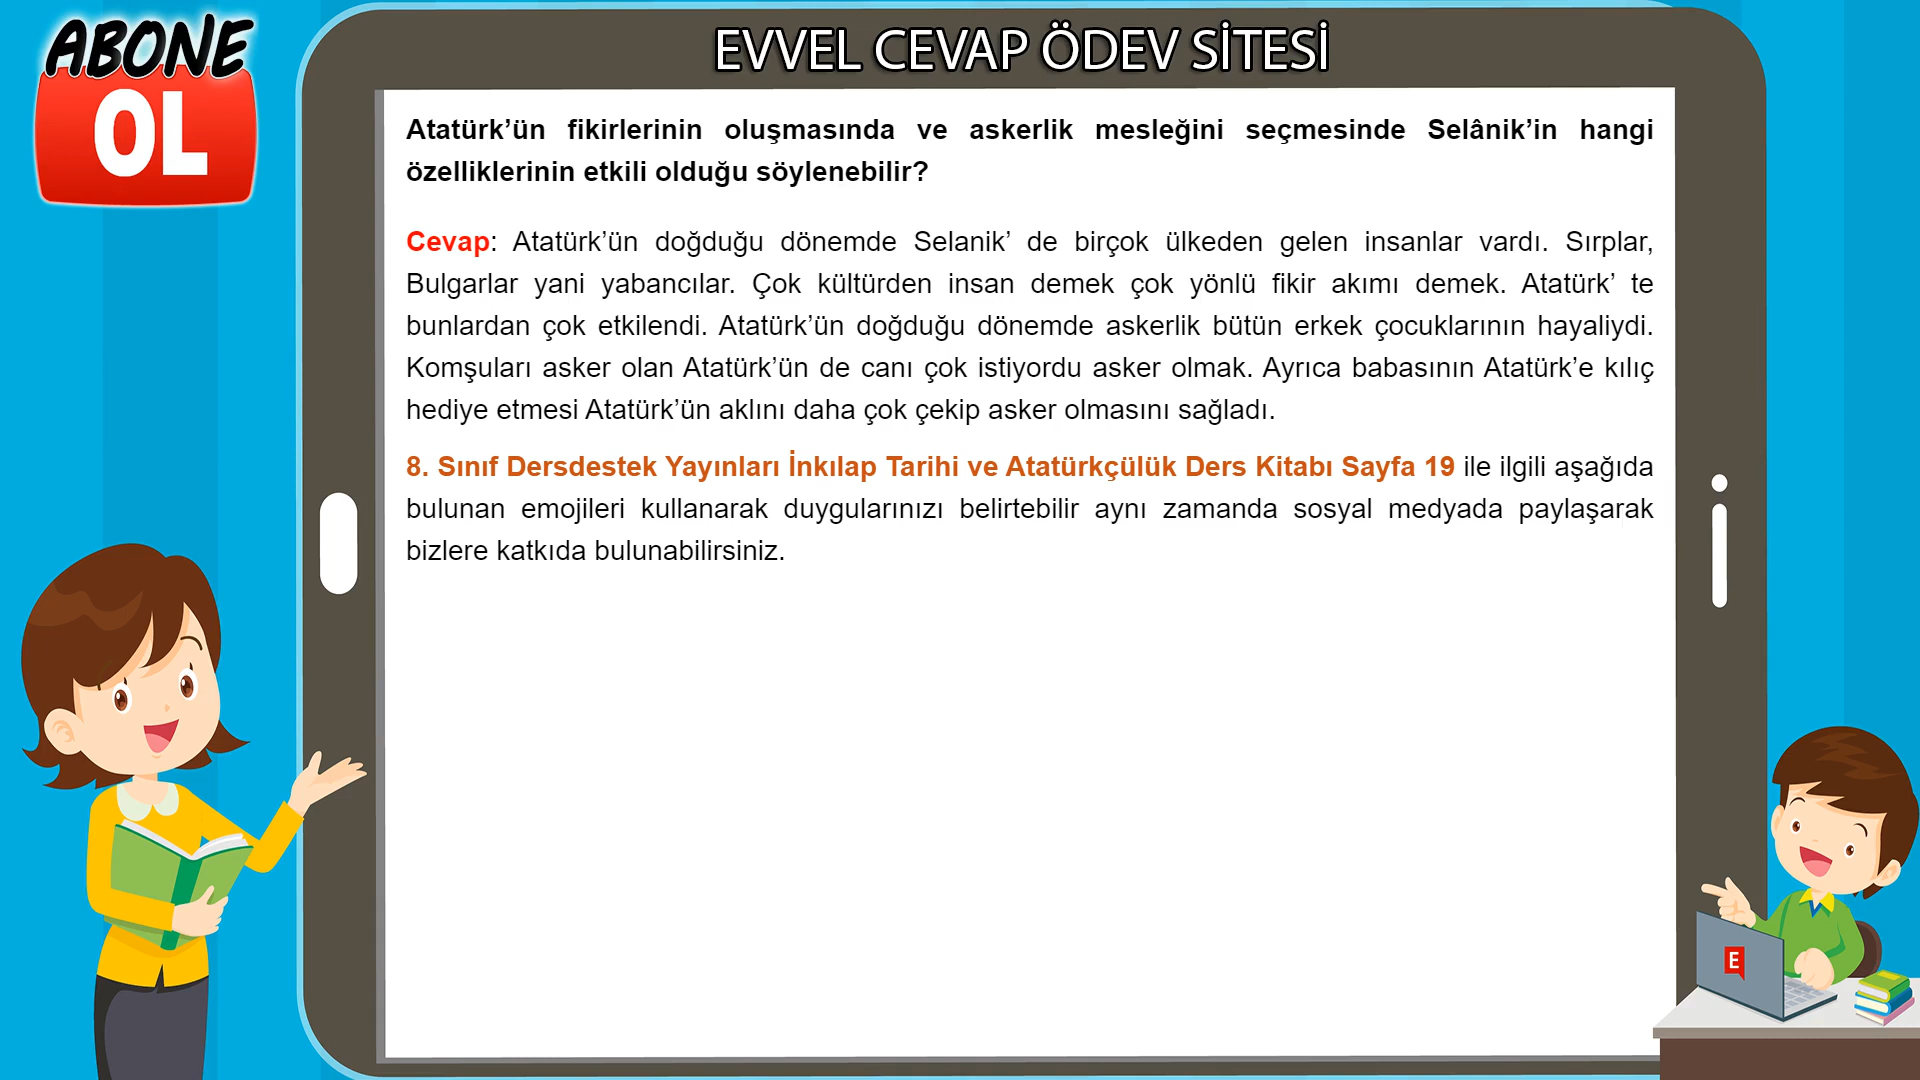 ABONE
OL
EVVEL CEVAP ÖDEV SİTESİ
Atatürk’ün fikirlerinin oluşmasında ve askerlik mesleğini seçmesinde Selânik’in hangi
özelliklerinin etkili olduğu söylenebilir?
Cevap: Atatürk’ün doğduğu dönemde Selanik’ de birçok ülkeden gelen insanlar vardı. Sırplar,
Bulgarlar yani yabancılar. Çok kültürden insan demek çok yönlü fikir akımı demek. Atatürk’ te
bunlardan çok etkilendi. Atatürk’ün doğduğu dönemde askerlik bütün erkek çocuklarının hayaliydi.
Komşuları asker olan Atatürk’ün de canı çok istiyordu asker olmak. Ayrıca babasının Atatürk’e kılıç
hediye etmesi Atatürk’ün aklını daha çok çekip asker olmasını sağladı.
8. Sınıf Dersdestek Yayınları İnkılap Tarihi ve Atatürkçülük Ders Kitabı Sayfa 19 ile ilgili aşağıda
bulunan emojileri kullanarak duygularınızı belirtebilir aynı zamanda sosyal medyada paylaşarak
bizlere katkıda bulunabilirsiniz.
E